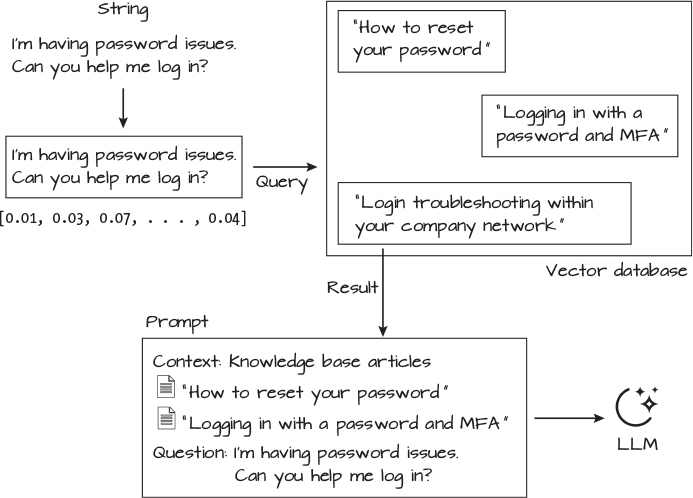 String
I'm having password issues.
Can you help me log in?
I'm having password issues.
Can you help me log in?
[0.01, 0.03, 0.07, . . . , 0.04]
Query
"How to reset
your password"
"Logging in with a
password and MFA"
"Login troubleshooting within
your company network"
Vector database
Result
Prompt
Context: Knowledge base articles
"How to reset your password"
"Logging in with a password and MFA"
Question: I'm having password issues.
Can you help me log in?
LLM